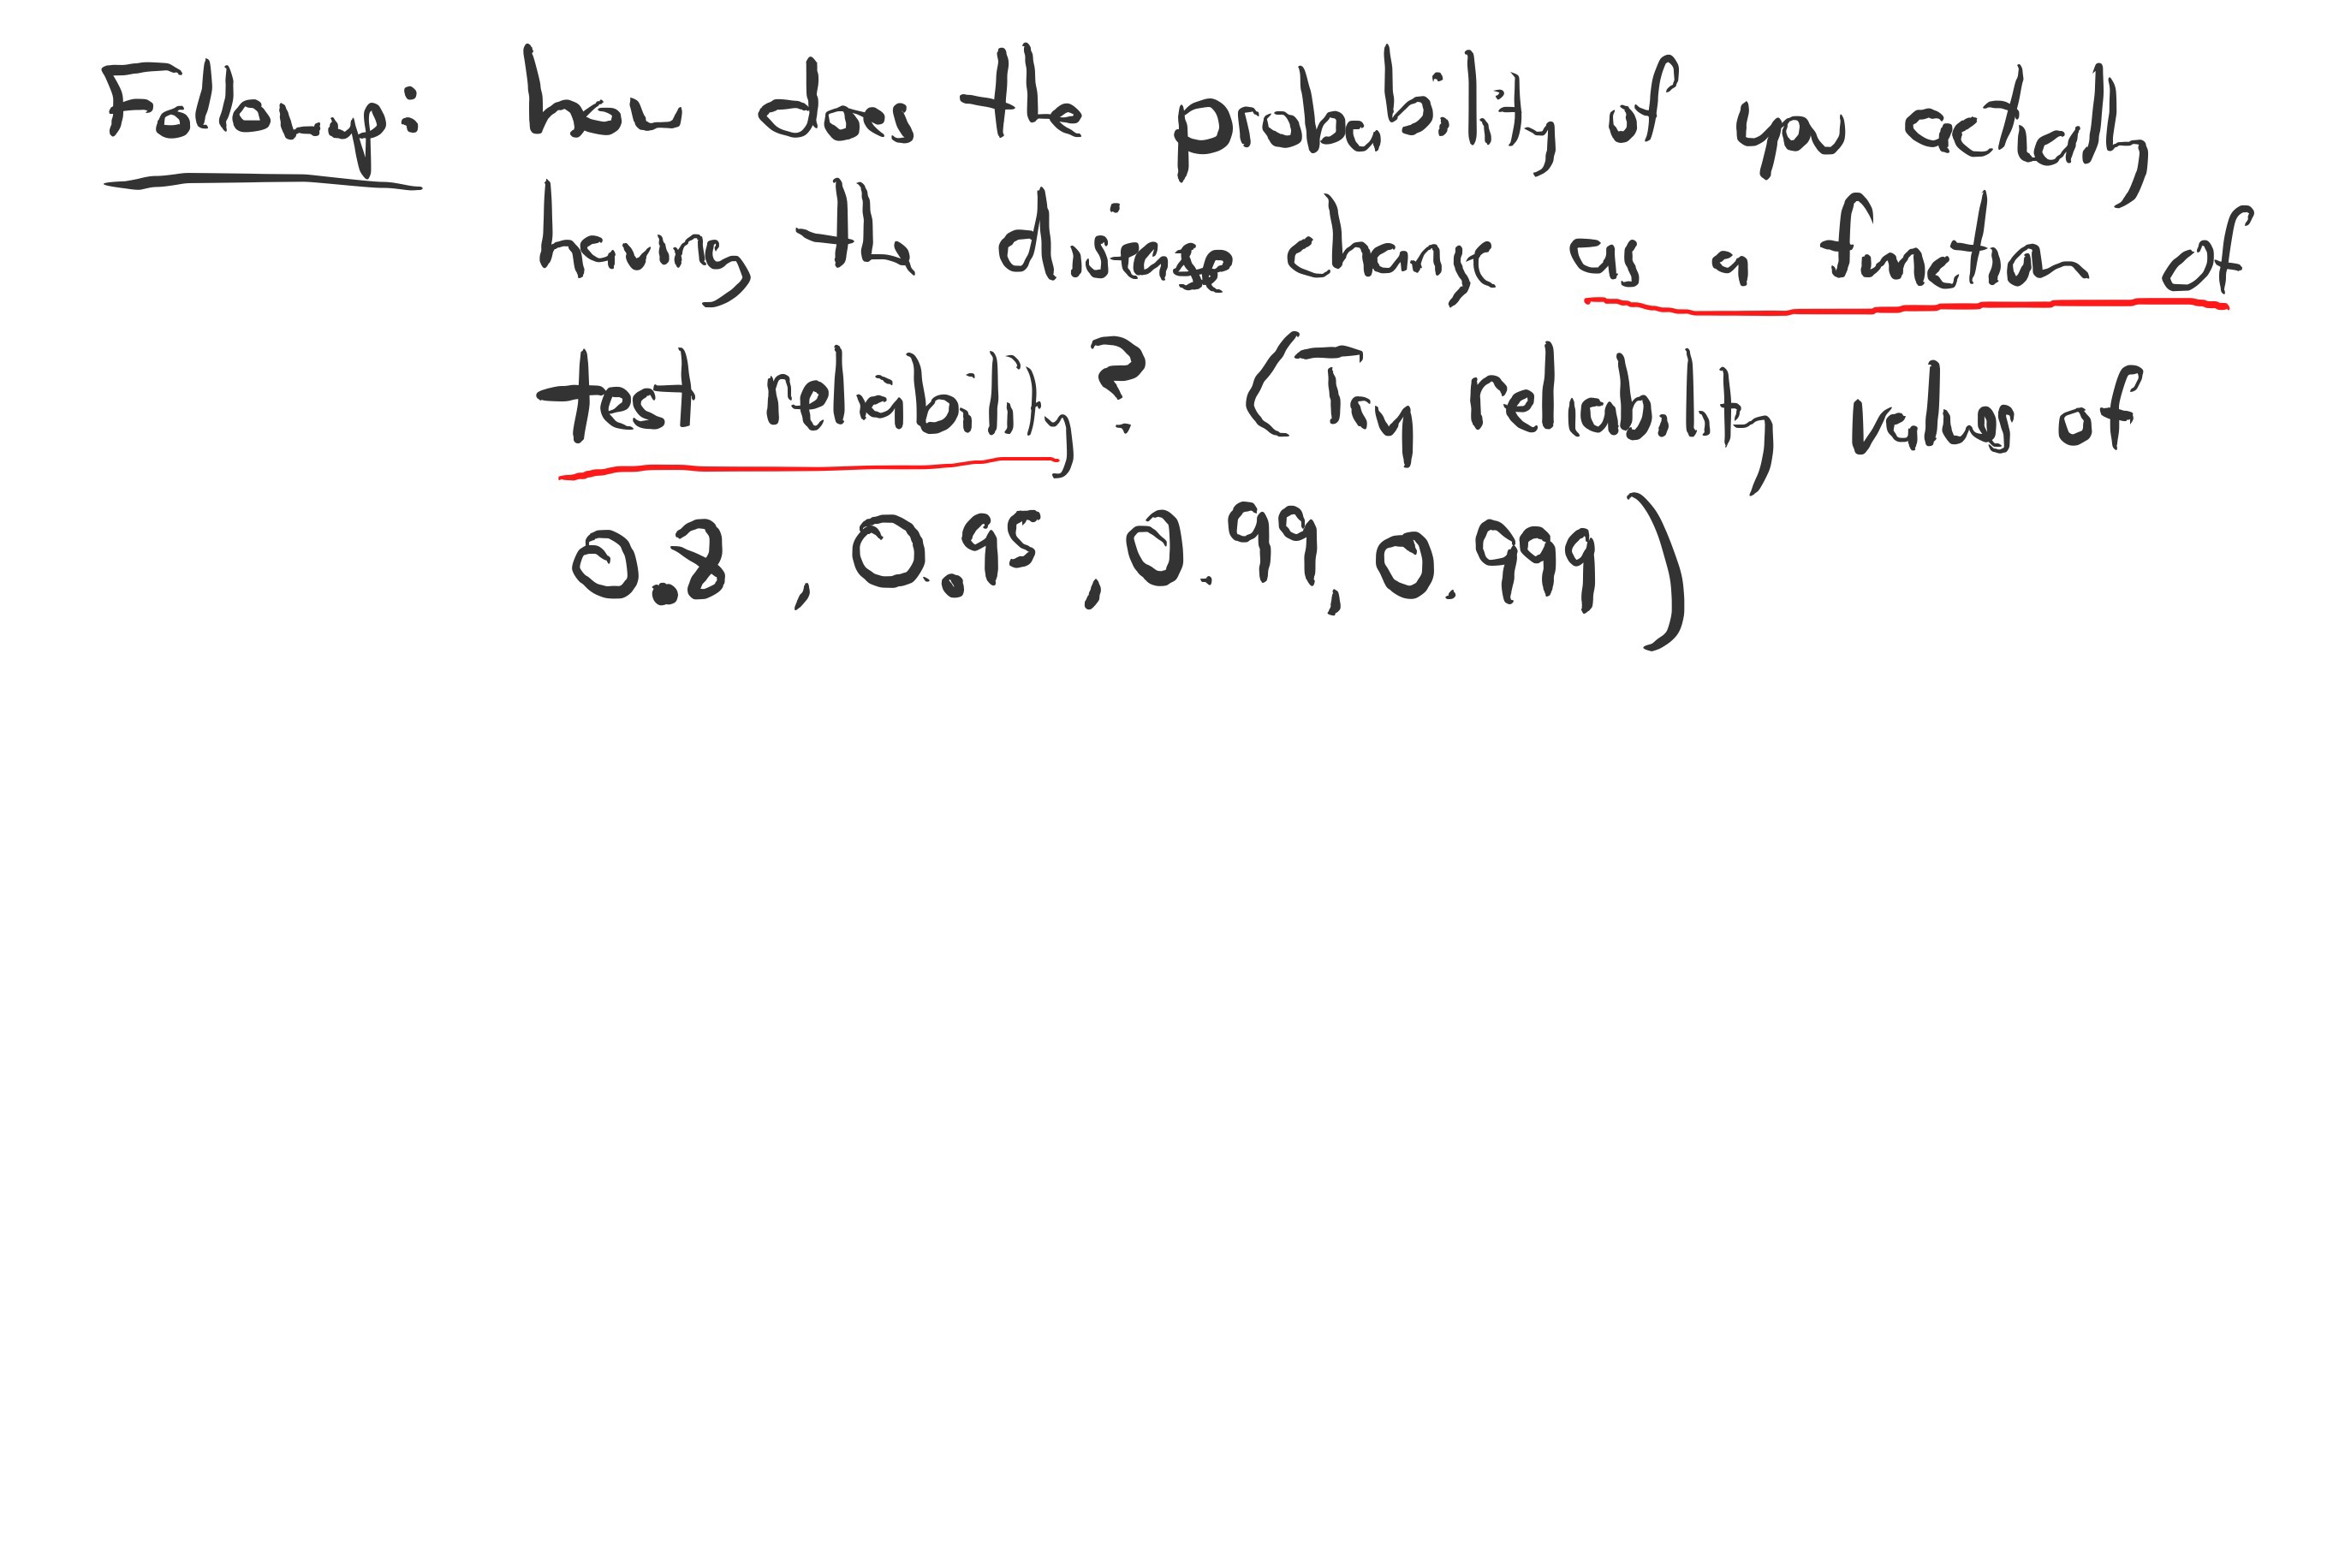 Followup: how does the probability of you actually
having the disease change as a function of
test reliability? (Try reliability values of
0.8, 0.95, 0.99, 0.999)